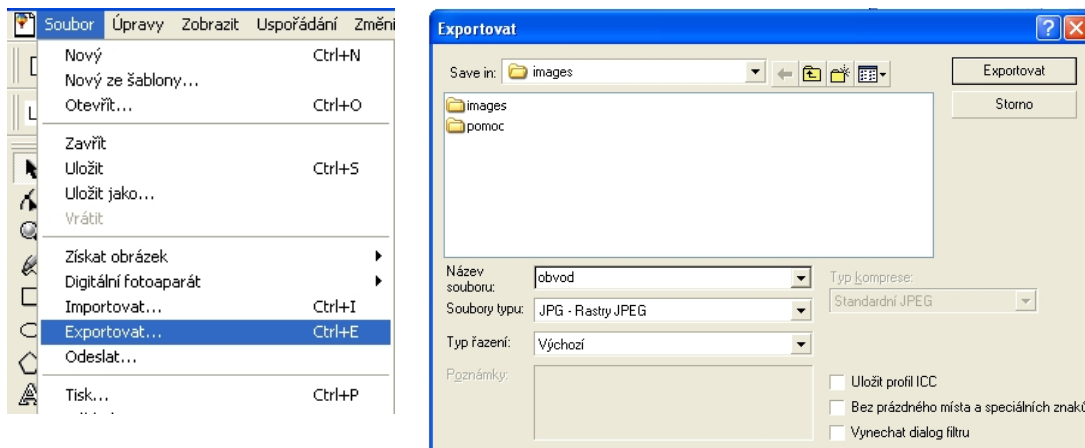 Soubor Úpravy Zobrazit Uspořádání Změni
Nový Ctrl+N
Nový ze šablony...
Otevřít... Ctrl+O
Zavřít
Uložit Ctrl+S
Uložit jako...
Vrátit
Získat obrázek
Digitální fotoaparát
Importovat... Ctrl+I
Exportovat... Ctrl+E
Odeslat...
Tisk... Ctrl+P
Exportovat
Save in: images
Exportovat
Storno
images
pomoc
Název souboru: obvod
Typ komprese:
Standardní JPEG
Soubory typu: JPG - Rastry JPEG
Typ řazení: Výchozí
Poznámky:
Uložit profil ICC
Bez prázdného místa a speciálních znaků
Vynechat dialog filtru